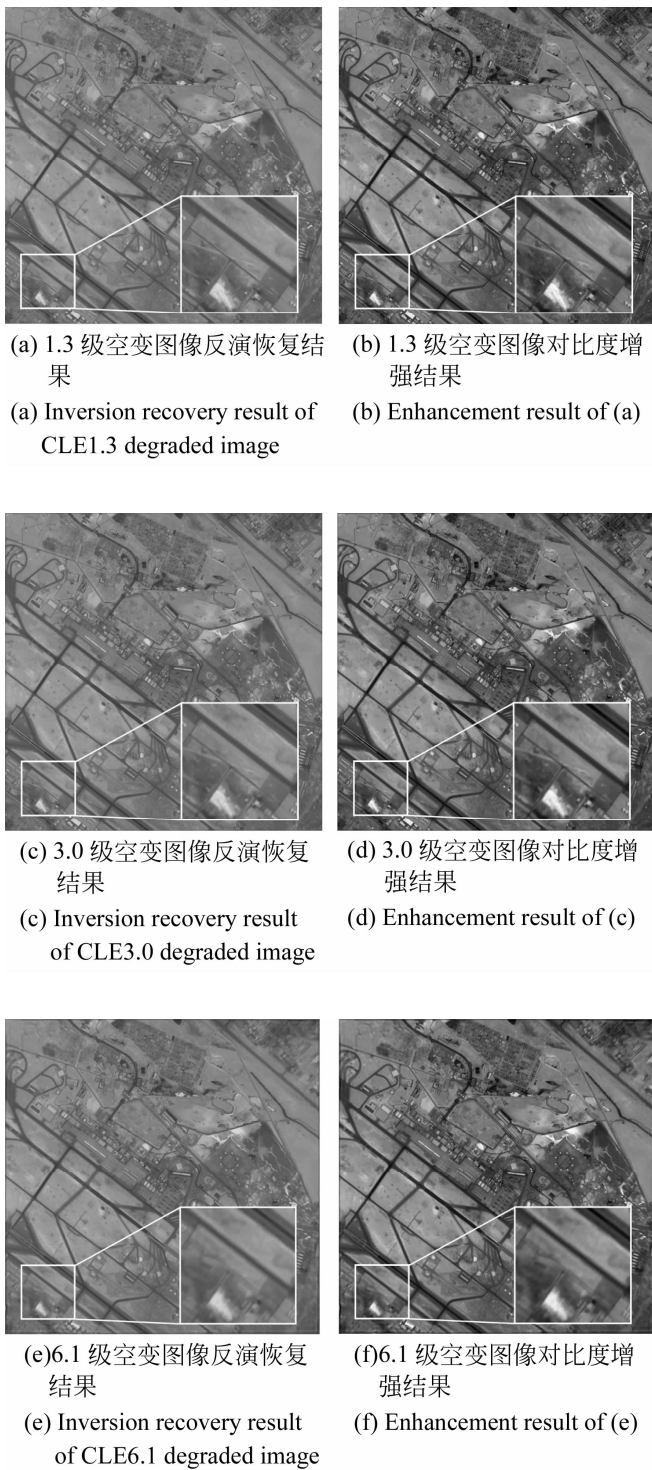 (a) 1.3 级空变图像反演恢复结
果
(a) Inversion recovery result of
CLE1.3 degraded image
(b) 1.3 级空变图像对比度增
强结果
(b) Enhancement result of (a)
(c) 3.0 级空变图像反演恢复
结果
(c) Inversion recovery result
of CLE3.0 degraded image
(d) 3.0 级空变图像对比度增
强结果
(d) Enhancement result of (c)
(e)6.1 级空变图像反演恢复
结果
(e) Inversion recovery result
of CLE6.1 degraded image
(f)6.1 级空变图像对比度增
强结果
(f) Enhancement result of (e)